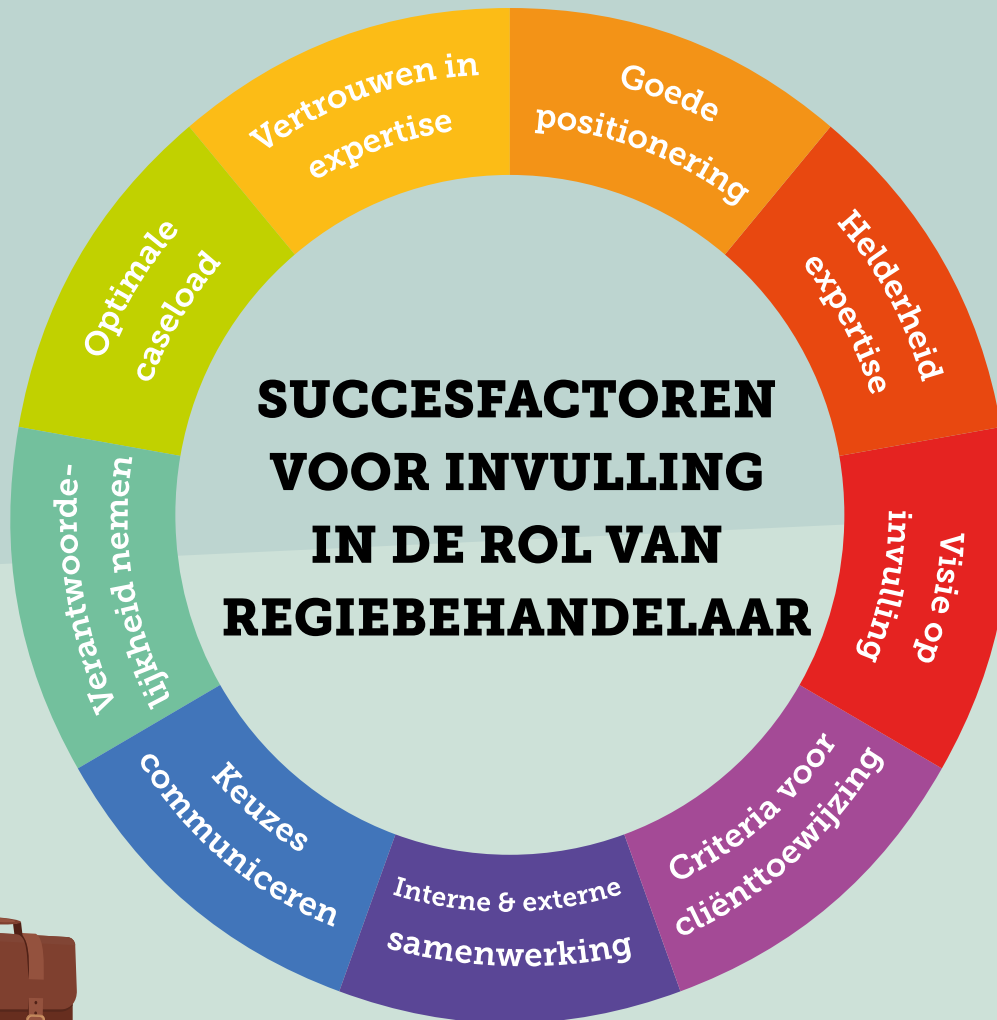 SUCCESFACTOREN
VOOR INVULLING
IN DE ROL VAN
REGIEBEHANDELAAR
Goede
positionering
Helderheid
expertise
Visie op
invulling
Criteria voor
cliënttoewijzing
Interne & externe
samenwerking
Keuzes
communiceren
Verantwoorde-
lijkheid nemen
Optimale
caseload
Vertrouwen in
expertise